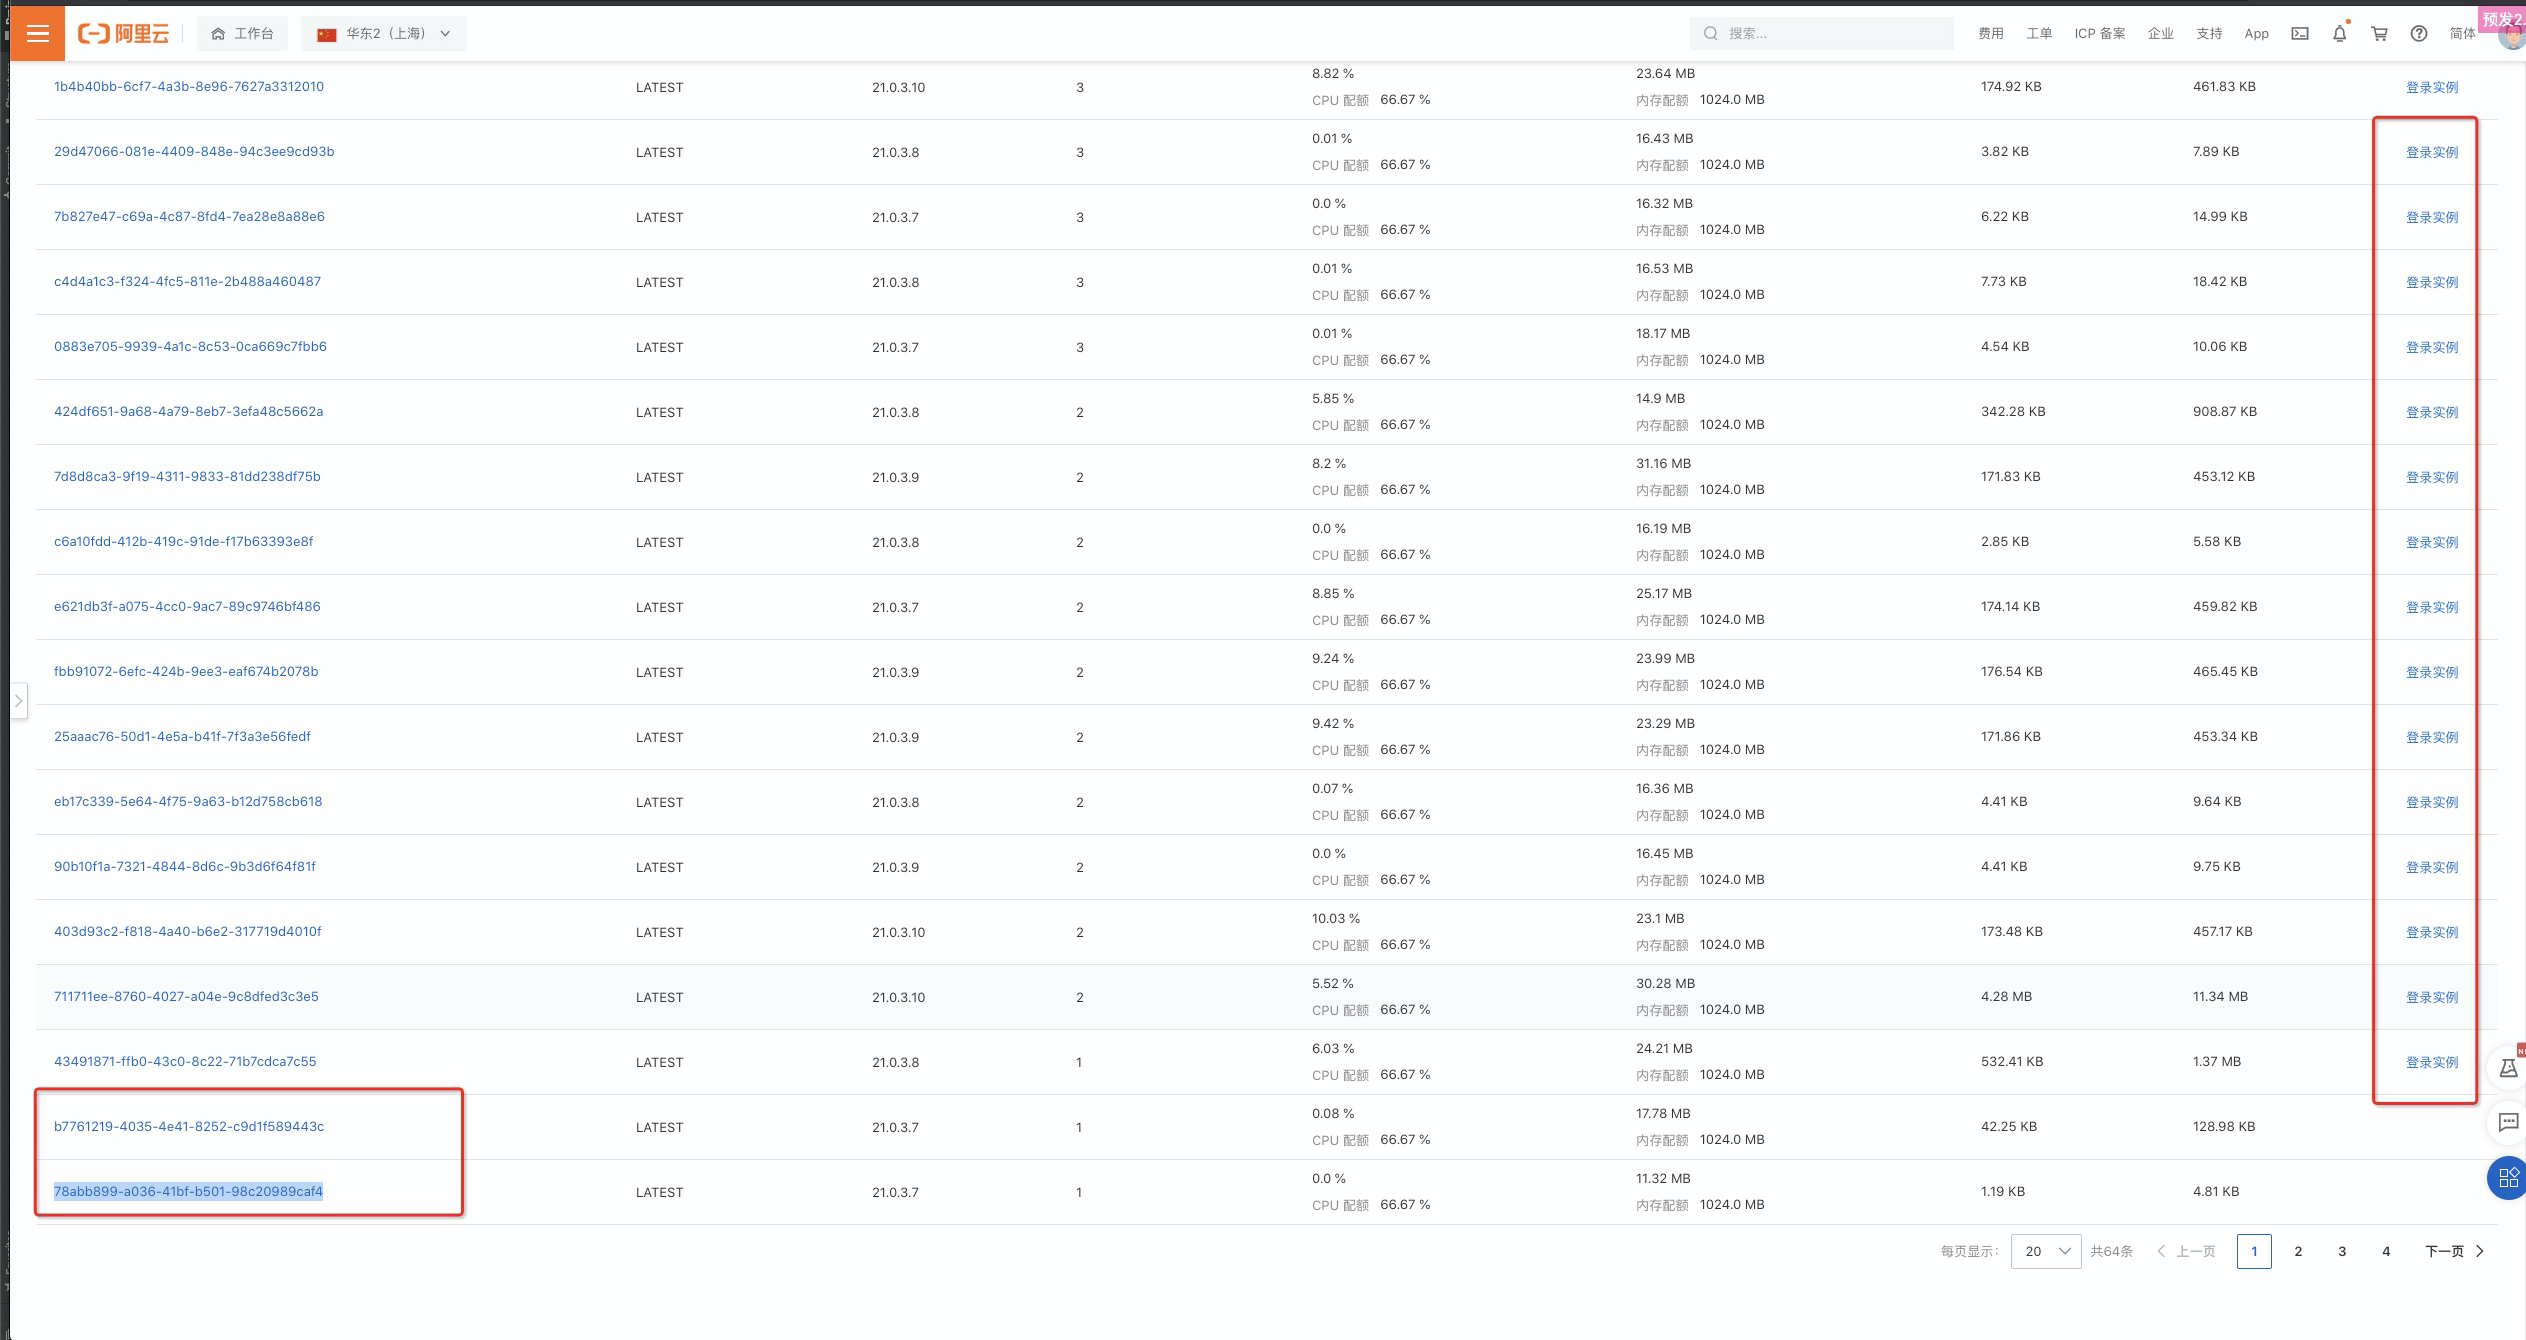 阿里云 工作台 华东2（上海） 搜索... 费用 工单 ICP 备案 企业 支持 App 简体 预发2.
1b4b40bb-6cf7-4a3b-8e96-7627a3312010 LATEST 21.0.3.10 3 8.82 % 23.64 MB 174.92 KB 461.83 KB 登录实例
CPU 配额 66.67 % 内存配额 1024.0 MB
29d47066-081e-4409-848e-94c3ee9cd93b LATEST 21.0.3.8 3 0.01 % 16.43 MB 3.82 KB 7.89 KB 登录实例
CPU 配额 66.67 % 内存配额 1024.0 MB
7b827e47-c69a-4c87-8fd4-7ea28e8a88e6 LATEST 21.0.3.7 3 0.0 % 16.32 MB 6.22 KB 14.99 KB 登录实例
CPU 配额 66.67 % 内存配额 1024.0 MB
c4d4a1c3-f324-4fc5-811e-2b488a460487 LATEST 21.0.3.8 3 0.01 % 16.53 MB 7.73 KB 18.42 KB 登录实例
CPU 配额 66.67 % 内存配额 1024.0 MB
0883e705-9939-4a1c-8c53-0ca669c7fbb6 LATEST 21.0.3.7 3 0.01 % 18.17 MB 4.54 KB 10.06 KB 登录实例
CPU 配额 66.67 % 内存配额 1024.0 MB
424df651-9a68-4a79-8eb7-3efa48c5662a LATEST 21.0.3.8 2 5.85 % 14.9 MB 342.28 KB 908.87 KB 登录实例
CPU 配额 66.67 % 内存配额 1024.0 MB
7d8d8ca3-9f19-4311-9833-81dd238df75b LATEST 21.0.3.9 2 8.2 % 31.16 MB 171.83 KB 453.12 KB 登录实例
CPU 配额 66.67 % 内存配额 1024.0 MB
c6a10fdd-412b-419c-91de-f17b63393e8f LATEST 21.0.3.8 2 0.0 % 16.19 MB 2.85 KB 5.58 KB 登录实例
CPU 配额 66.67 % 内存配额 1024.0 MB
e621db3f-a075-4cc0-9ac7-89c9746bf486 LATEST 21.0.3.7 2 8.85 % 25.17 MB 174.14 KB 459.82 KB 登录实例
CPU 配额 66.67 % 内存配额 1024.0 MB
fbb91072-6efc-424b-9ee3-eaf674b2078b LATEST 21.0.3.9 2 9.24 % 23.99 MB 176.54 KB 465.45 KB 登录实例
CPU 配额 66.67 % 内存配额 1024.0 MB
25aaac76-50d1-4e5a-b41f-7f3a3e56fedf LATEST 21.0.3.9 2 9.42 % 23.29 MB 171.86 KB 453.34 KB 登录实例
CPU 配额 66.67 % 内存配额 1024.0 MB
eb17c339-5e64-4f75-9a63-b12d758cb618 LATEST 21.0.3.8 2 0.07 % 16.36 MB 4.41 KB 9.64 KB 登录实例
CPU 配额 66.67 % 内存配额 1024.0 MB
90b10f1a-7321-4844-8d6c-9b3d6f64f81f LATEST 21.0.3.9 2 0.0 % 16.45 MB 4.41 KB 9.75 KB 登录实例
CPU 配额 66.67 % 内存配额 1024.0 MB
403d93c2-f818-4a40-b6e2-317719d4010f LATEST 21.0.3.10 2 10.03 % 23.1 MB 173.48 KB 457.17 KB 登录实例
CPU 配额 66.67 % 内存配额 1024.0 MB
711711ee-8760-4027-a04e-9c8dfed3c3e5 LATEST 21.0.3.10 2 5.52 % 30.28 MB 4.28 MB 11.34 MB 登录实例
CPU 配额 66.67 % 内存配额 1024.0 MB
43491871-ffb0-43c0-8c22-71b7cdca7c55 LATEST 21.0.3.8 1 6.03 % 24.21 MB 532.41 KB 1.37 MB 登录实例
CPU 配额 66.67 % 内存配额 1024.0 MB
b7761219-4035-4e41-8252-c9d1f589443c LATEST 21.0.3.7 1 0.08 % 17.78 MB 42.25 KB 128.98 KB
CPU 配额 66.67 % 内存配额 1024.0 MB
78abb899-a036-41bf-b501-98c20989caf4 LATEST 21.0.3.7 1 0.0 % 11.32 MB 1.19 KB 4.81 KB
CPU 配额 66.67 % 内存配额 1024.0 MB
每页显示： 20 共64条 上一页 1 2 3 4 下一页